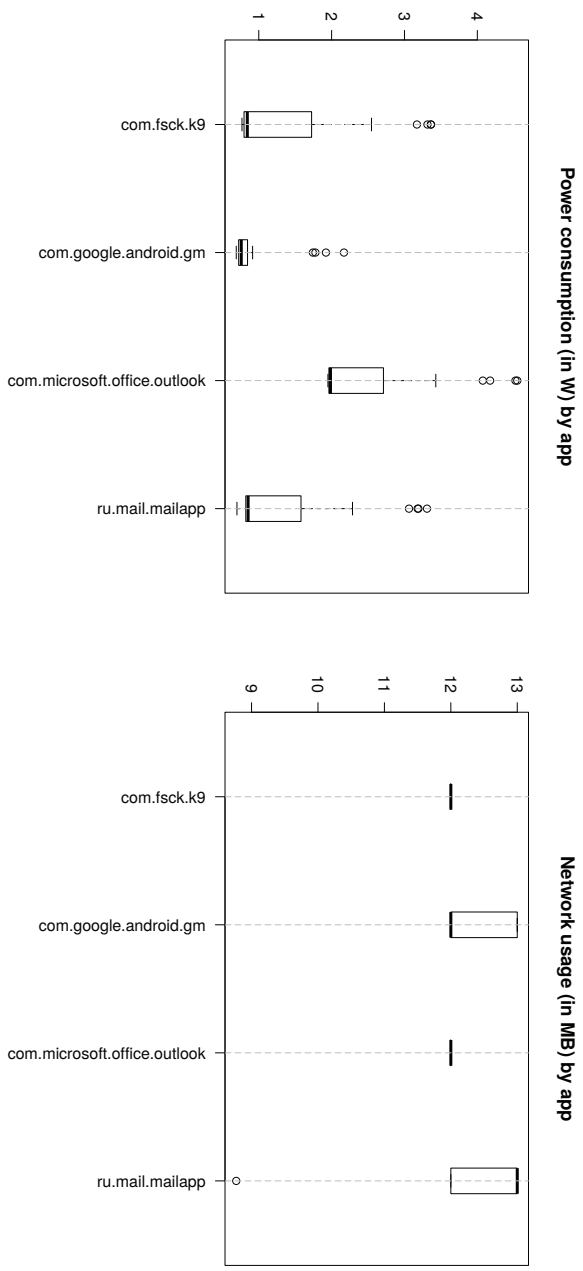 Power consumption (in W) by app
1
2
3
4
com.fsck.k9
com.google.android.gm
com.microsoft.office.outlook
ru.mail.mailapp
Network usage (in MB) by app
9
10
11
12
13
com.fsck.k9
com.google.android.gm
com.microsoft.office.outlook
ru.mail.mailapp